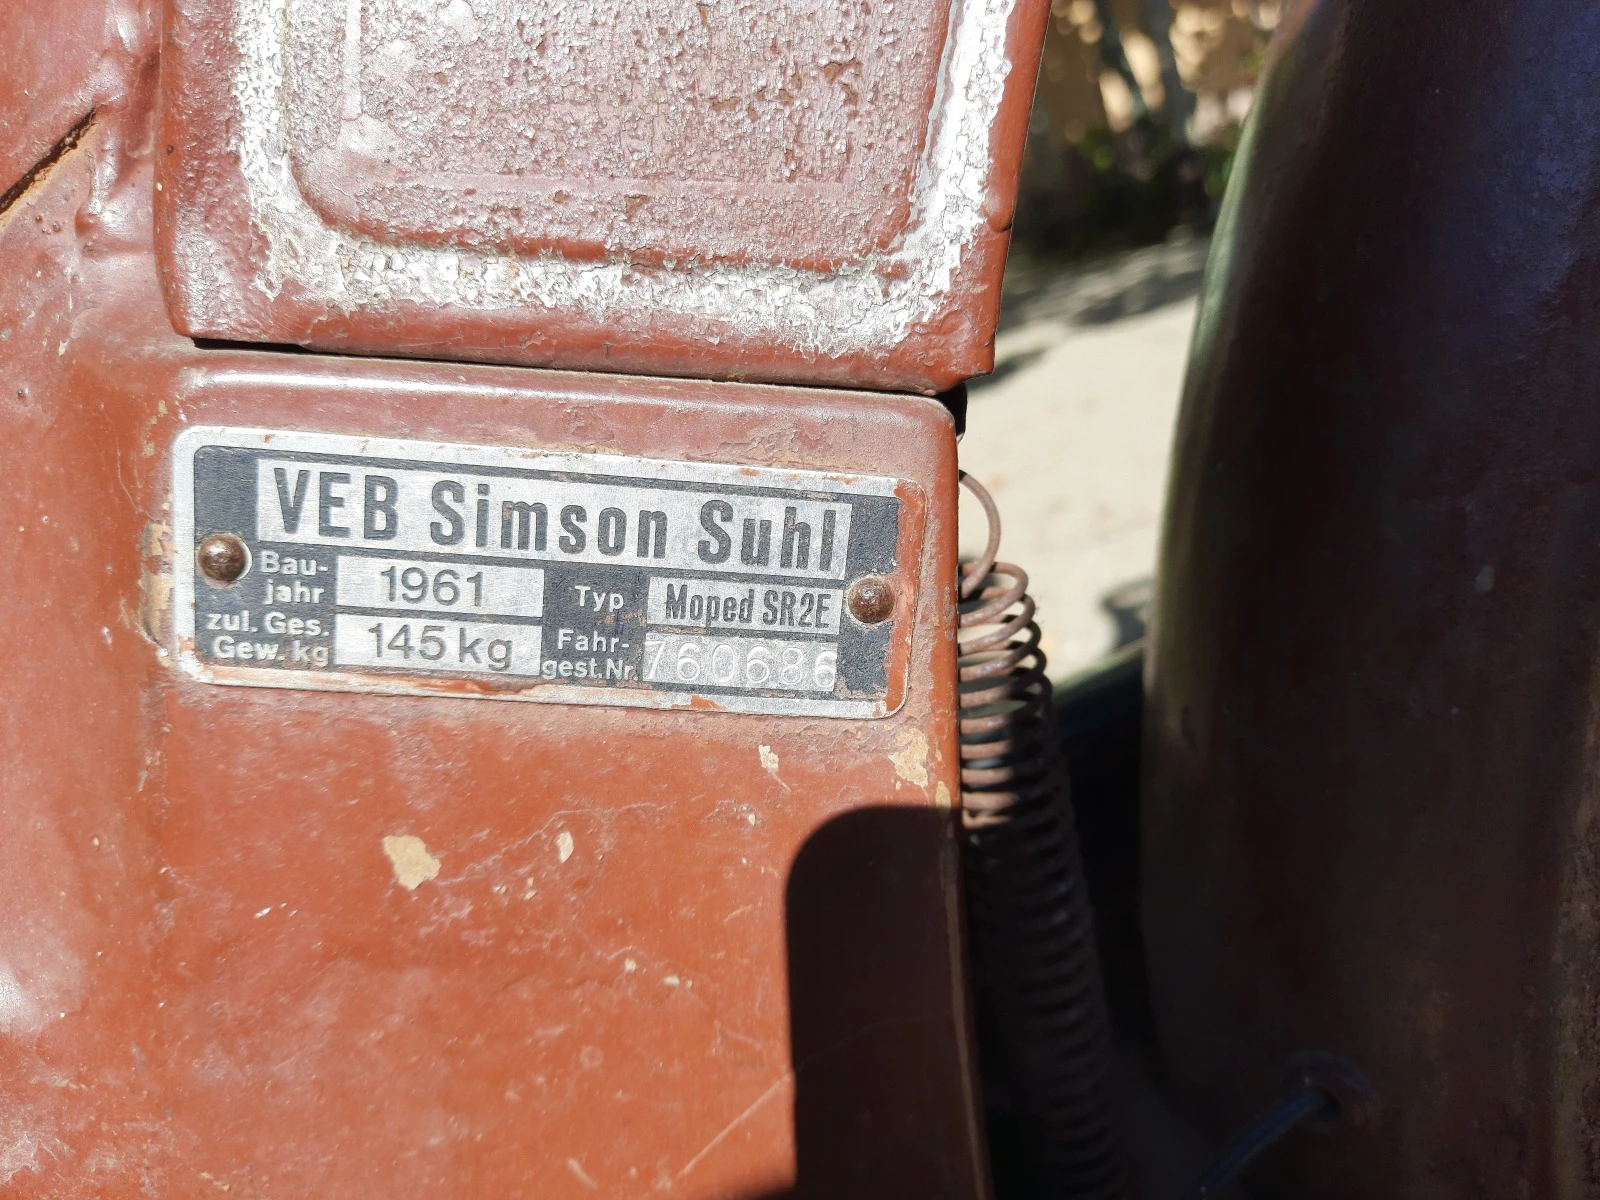 VEB Simson Suhl
Bau-
jahr 1961
Typ Moped SR2E
zul. Ges.
Gew. kg 145 kg
Fahr-
gest.Nr. 760686